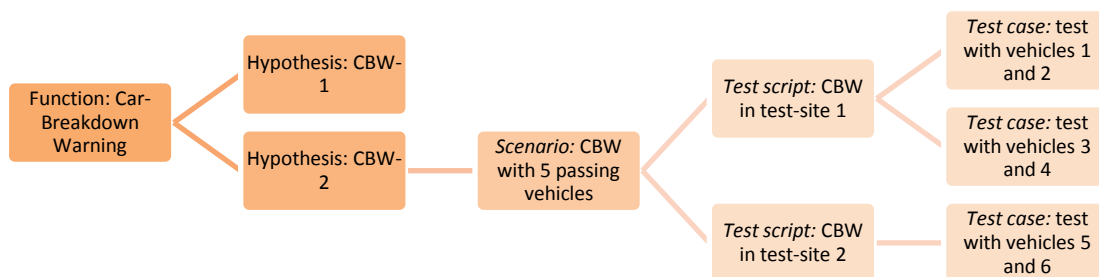 Function: Car-
Breakdown
Warning
Hypothesis: CBW-
1
Hypothesis: CBW-
2
Scenario: CBW
with 5 passing
vehicles
Test script: CBW
in test-site 1
Test script: CBW
in test-site 2
Test case: test
with vehicles 1
and 2
Test case: test
with vehicles 3
and 4
Test case: test
with vehicles 5
and 6